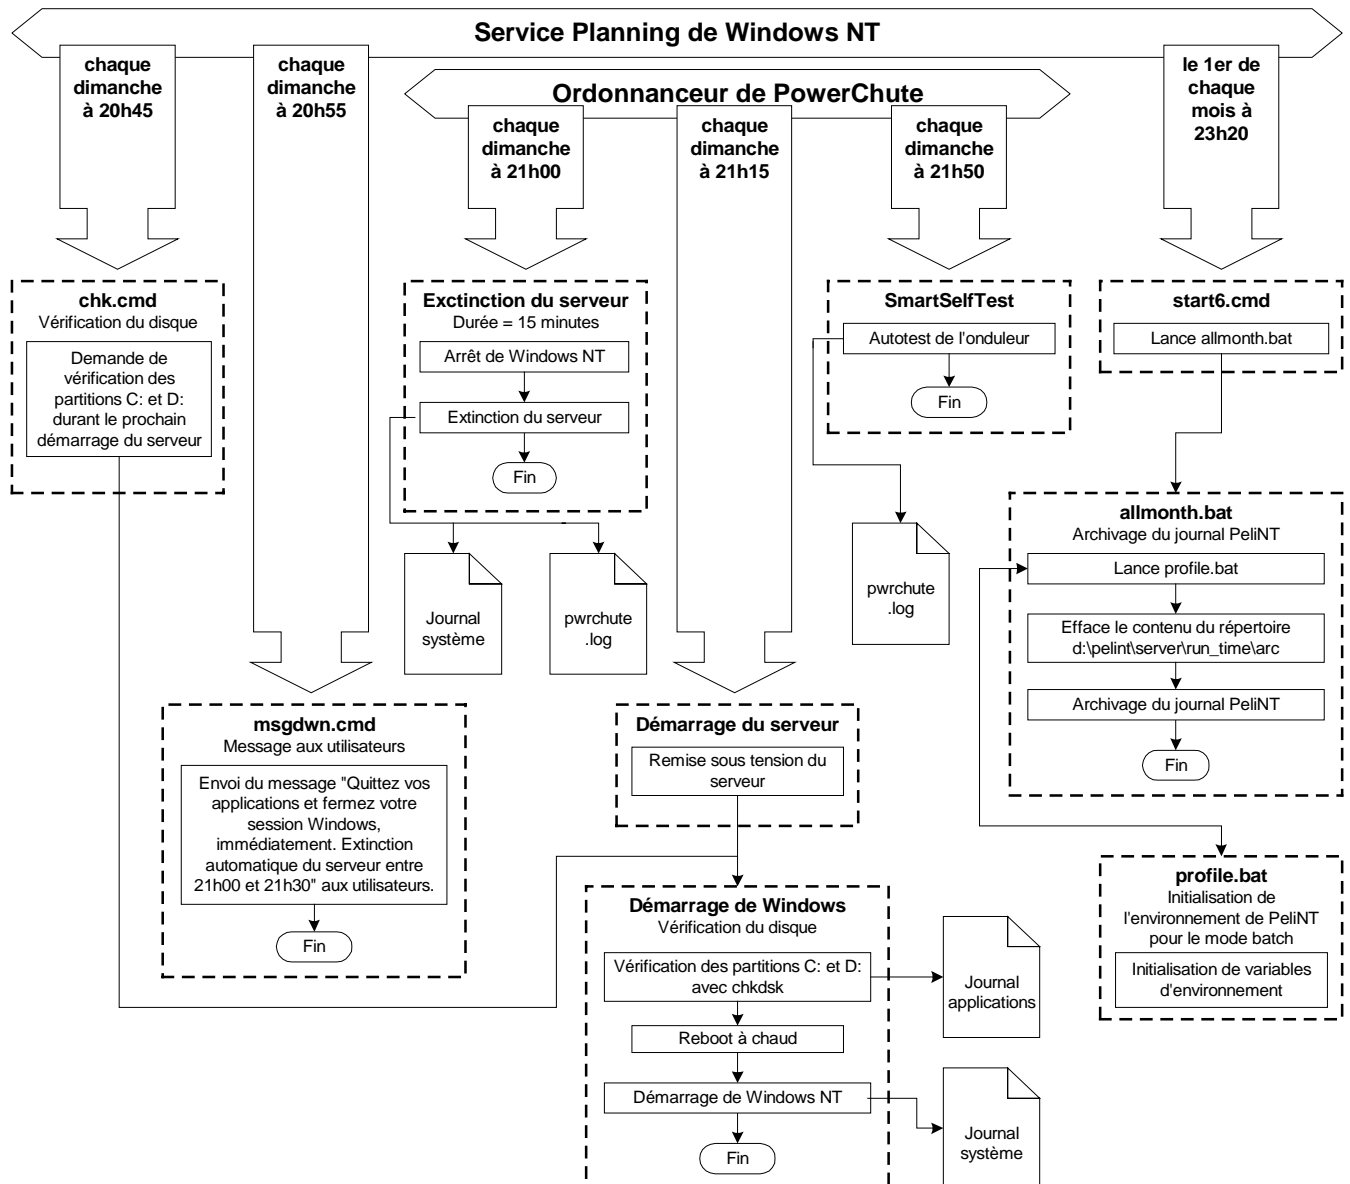 Service Planning de Windows NT
chaque
dimanche
à 20h45
chaque
dimanche
à 20h55
le 1er de
chaque
mois à
23h20
Ordonnanceur de PowerChute
chaque
dimanche
à 21h00
chaque
dimanche
à 21h15
chaque
dimanche
à 21h50
chk.cmd
Vérification du disque
Demande de
vérification des
partitions C: et D:
durant le prochain
démarrage du serveur
Exctinction du serveur
Durée = 15 minutes
Arrêt de Windows NT
Extinction du serveur
Fin
Journal
système
pwrchute
.log
SmartSelfTest
Autotest de l'onduleur
Fin
pwrchute
.log
start6.cmd
Lance allmonth.bat
allmonth.bat
Archivage du journal PeliNT
Lance profile.bat
Efface le contenu du répertoire
d:\pelint\server\run_time\arc
Archivage du journal PeliNT
Fin
msgdwn.cmd
Message aux utilisateurs
Envoi du message "Quittez vos
applications et fermez votre
session Windows,
immédiatement. Extinction
automatique du serveur entre
21h00 et 21h30" aux utilisateurs.
Fin
Démarrage du serveur
Remise sous tension du
serveur
Démarrage de Windows
Vérification du disque
Vérification des partitions C: et D:
avec chkdsk
Reboot à chaud
Démarrage de Windows NT
Fin
Journal
applications
Journal
système
profile.bat
Initialisation de
l'environnement de PeliNT
pour le mode batch
Initialisation de variables
d'environnement